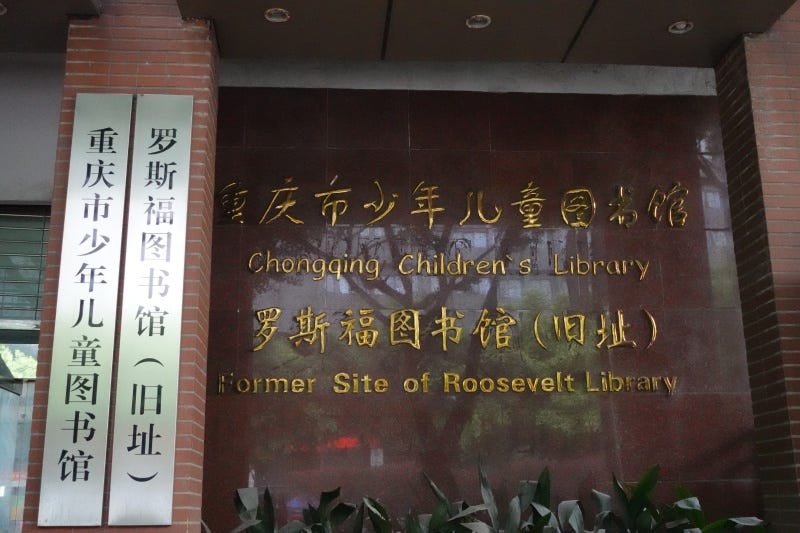 重庆市少年儿童图书馆
罗斯福图书馆（旧址）
重庆市少年儿童图书馆
Chongqing Children`s Library
罗斯福图书馆（旧址）
Former Site of Roosevelt Library